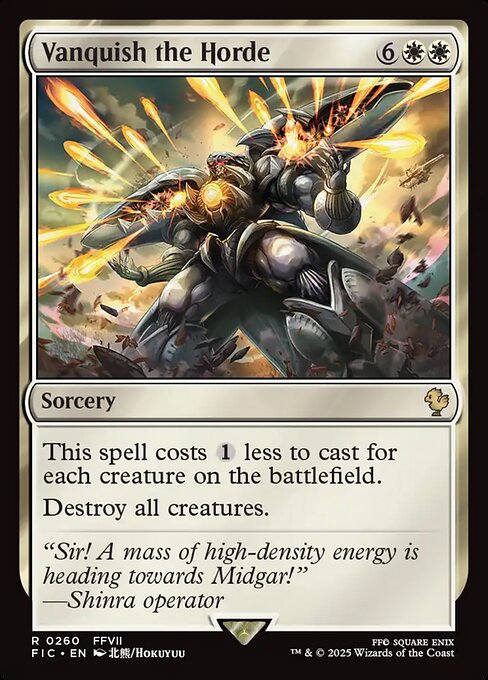 Vanquish the Horde 6
Sorcery
This spell costs 1 less to cast for
each creature on the battlefield.
Destroy all creatures.
“Sir! A mass of high-density energy is
heading towards Midgar!”
—Shinra operator
R 0260 FFVII
FIC • EN 北熊/Hokuyuu
FF© SQUARE ENIX
™ & © 2025 Wizards of the Coast